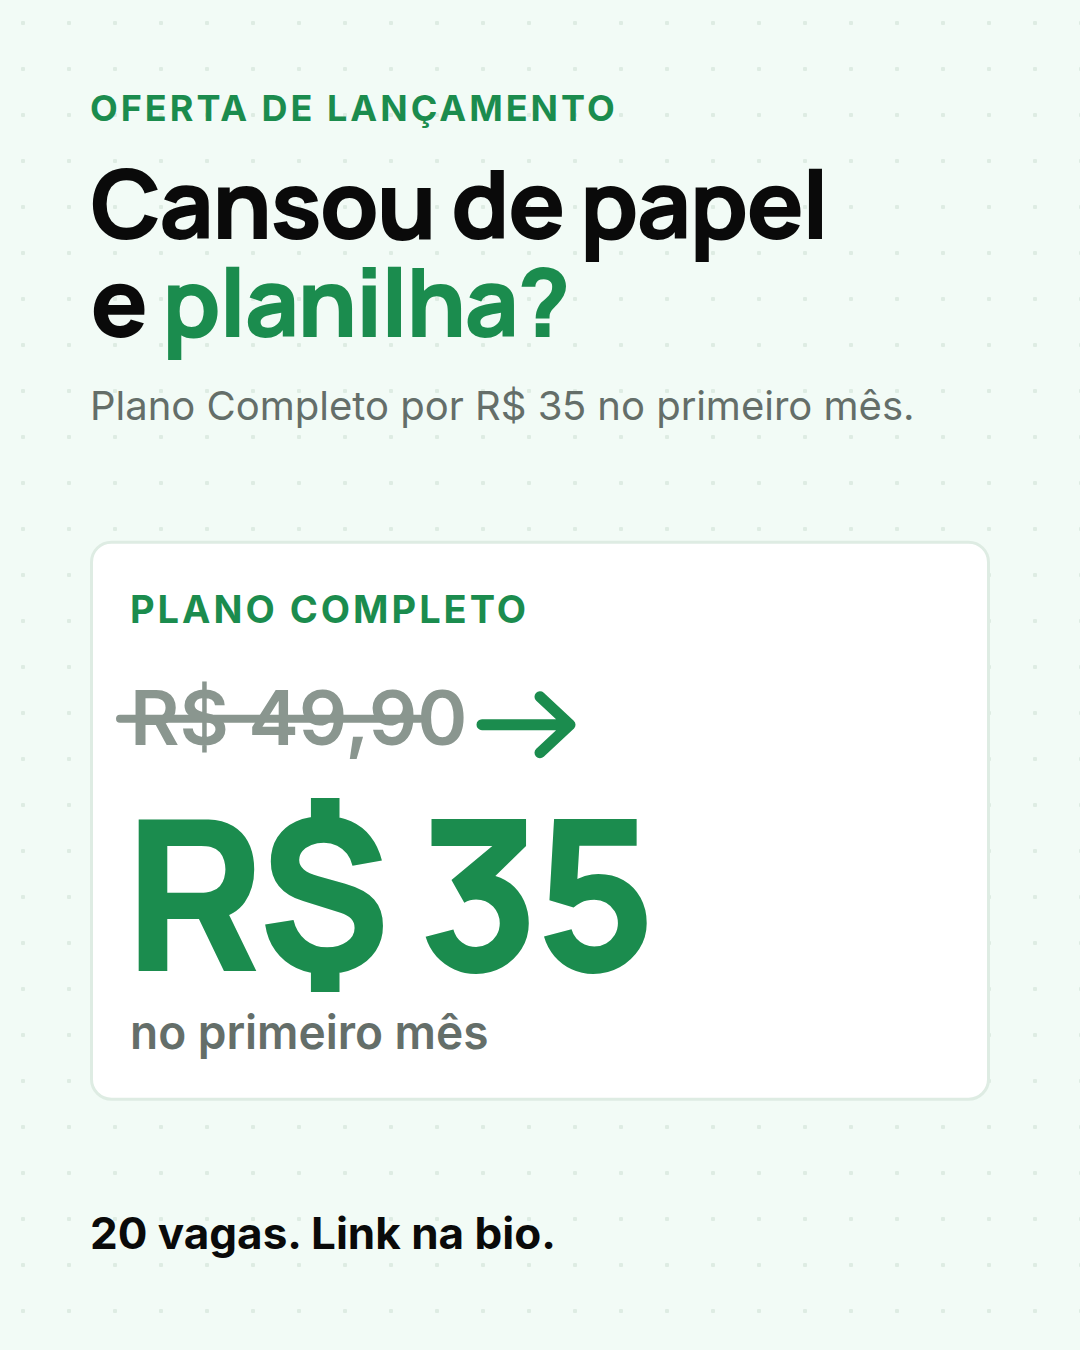 OFERTA DE LANÇAMENTO
Cansou de papel
e planilha?
Plano Completo por R$ 35 no primeiro mês.
PLANO COMPLETO
R$ 49,90
R$ 35
no primeiro mês
20 vagas. Link na bio.